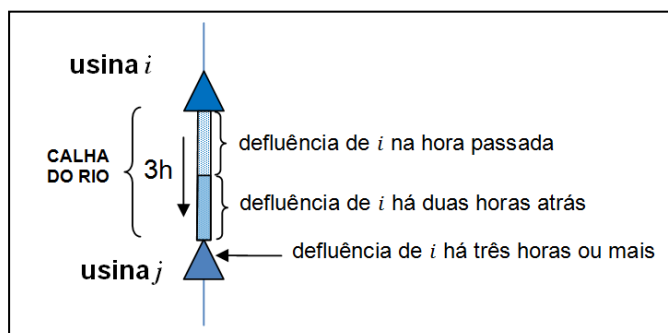 usina i
defluência de i na hora passada
CALHA
DO RIO
3h
defluência de i há duas horas atrás
defluência de i há três horas ou mais
usina j